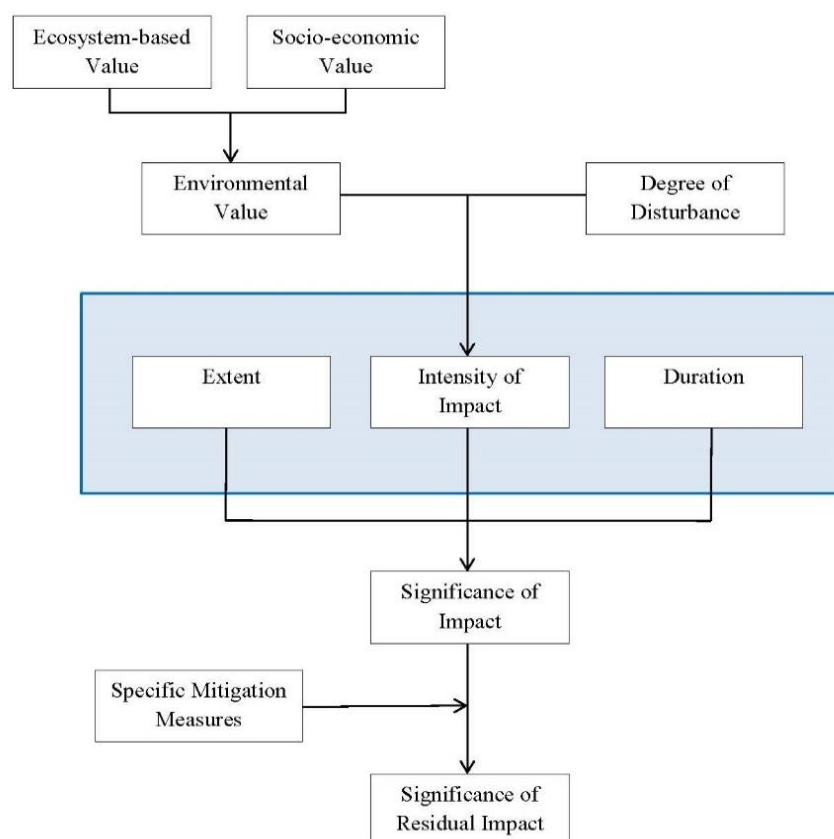 Ecosystem-based
Value
Socio-economic
Value
Environmental
Value
Degree of
Disturbance
Extent
Intensity of
Impact
Duration
Significance of
Impact
Specific Mitigation
Measures
Significance of
Residual Impact